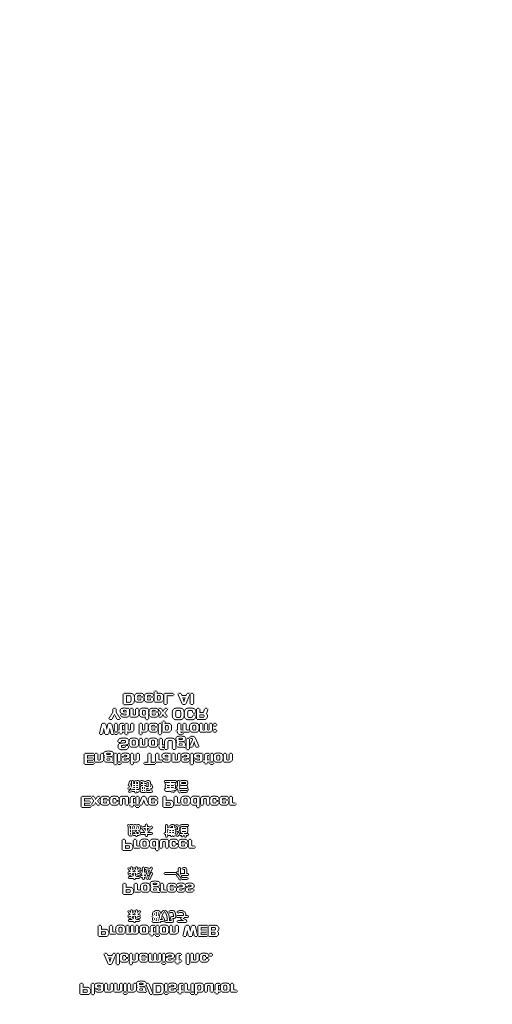 Planning/Distributor
Alchemist Inc.
Promotion WEB
Progress
Producer
Executive Producer
English Translation
SonofUgly
With help from:
Yandex OCR
DeepL AI